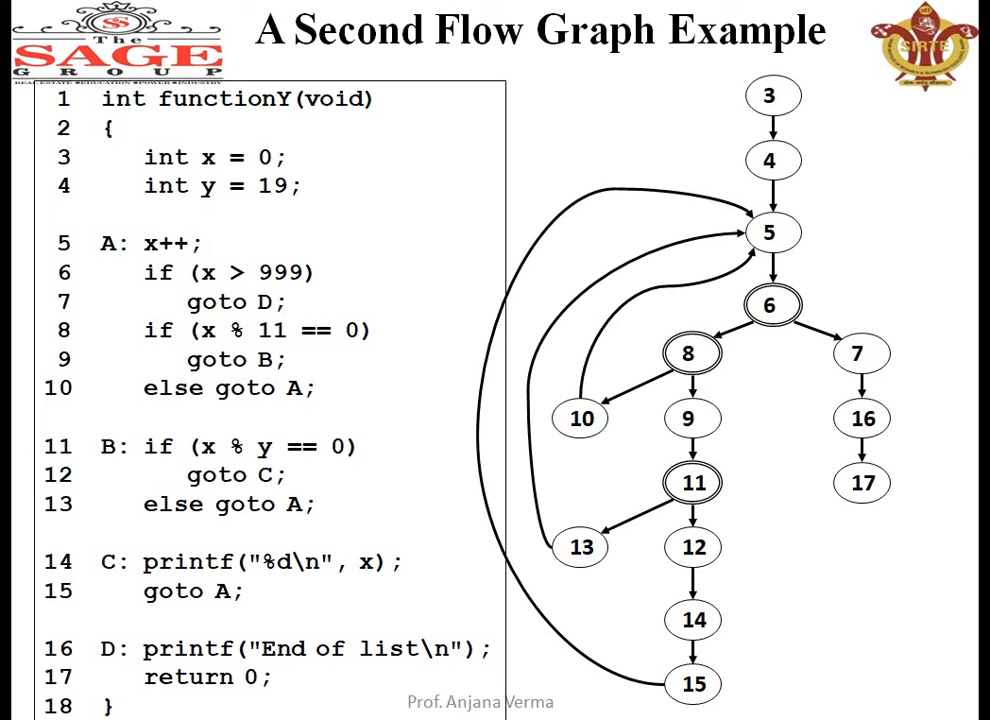 A Second Flow Graph Example
The
SAGE
GROUP
SIRTE
1 int functionY(void)
2 {
3 int x = 0;
4 int y = 19;
5 A: x++;
6 if (x > 999)
7 goto D;
8 if (x % 11 == 0)
9 goto B;
10 else goto A;
11 B: if (x % y == 0)
12 goto C;
13 else goto A;
14 C: printf("%d\n", x);
15 goto A;
16 D: printf("End of list\n");
17 return 0;
18 }
3
4
5
6
8
7
10
9
16
11
17
13
12
14
15
Prof. Anjana Verma